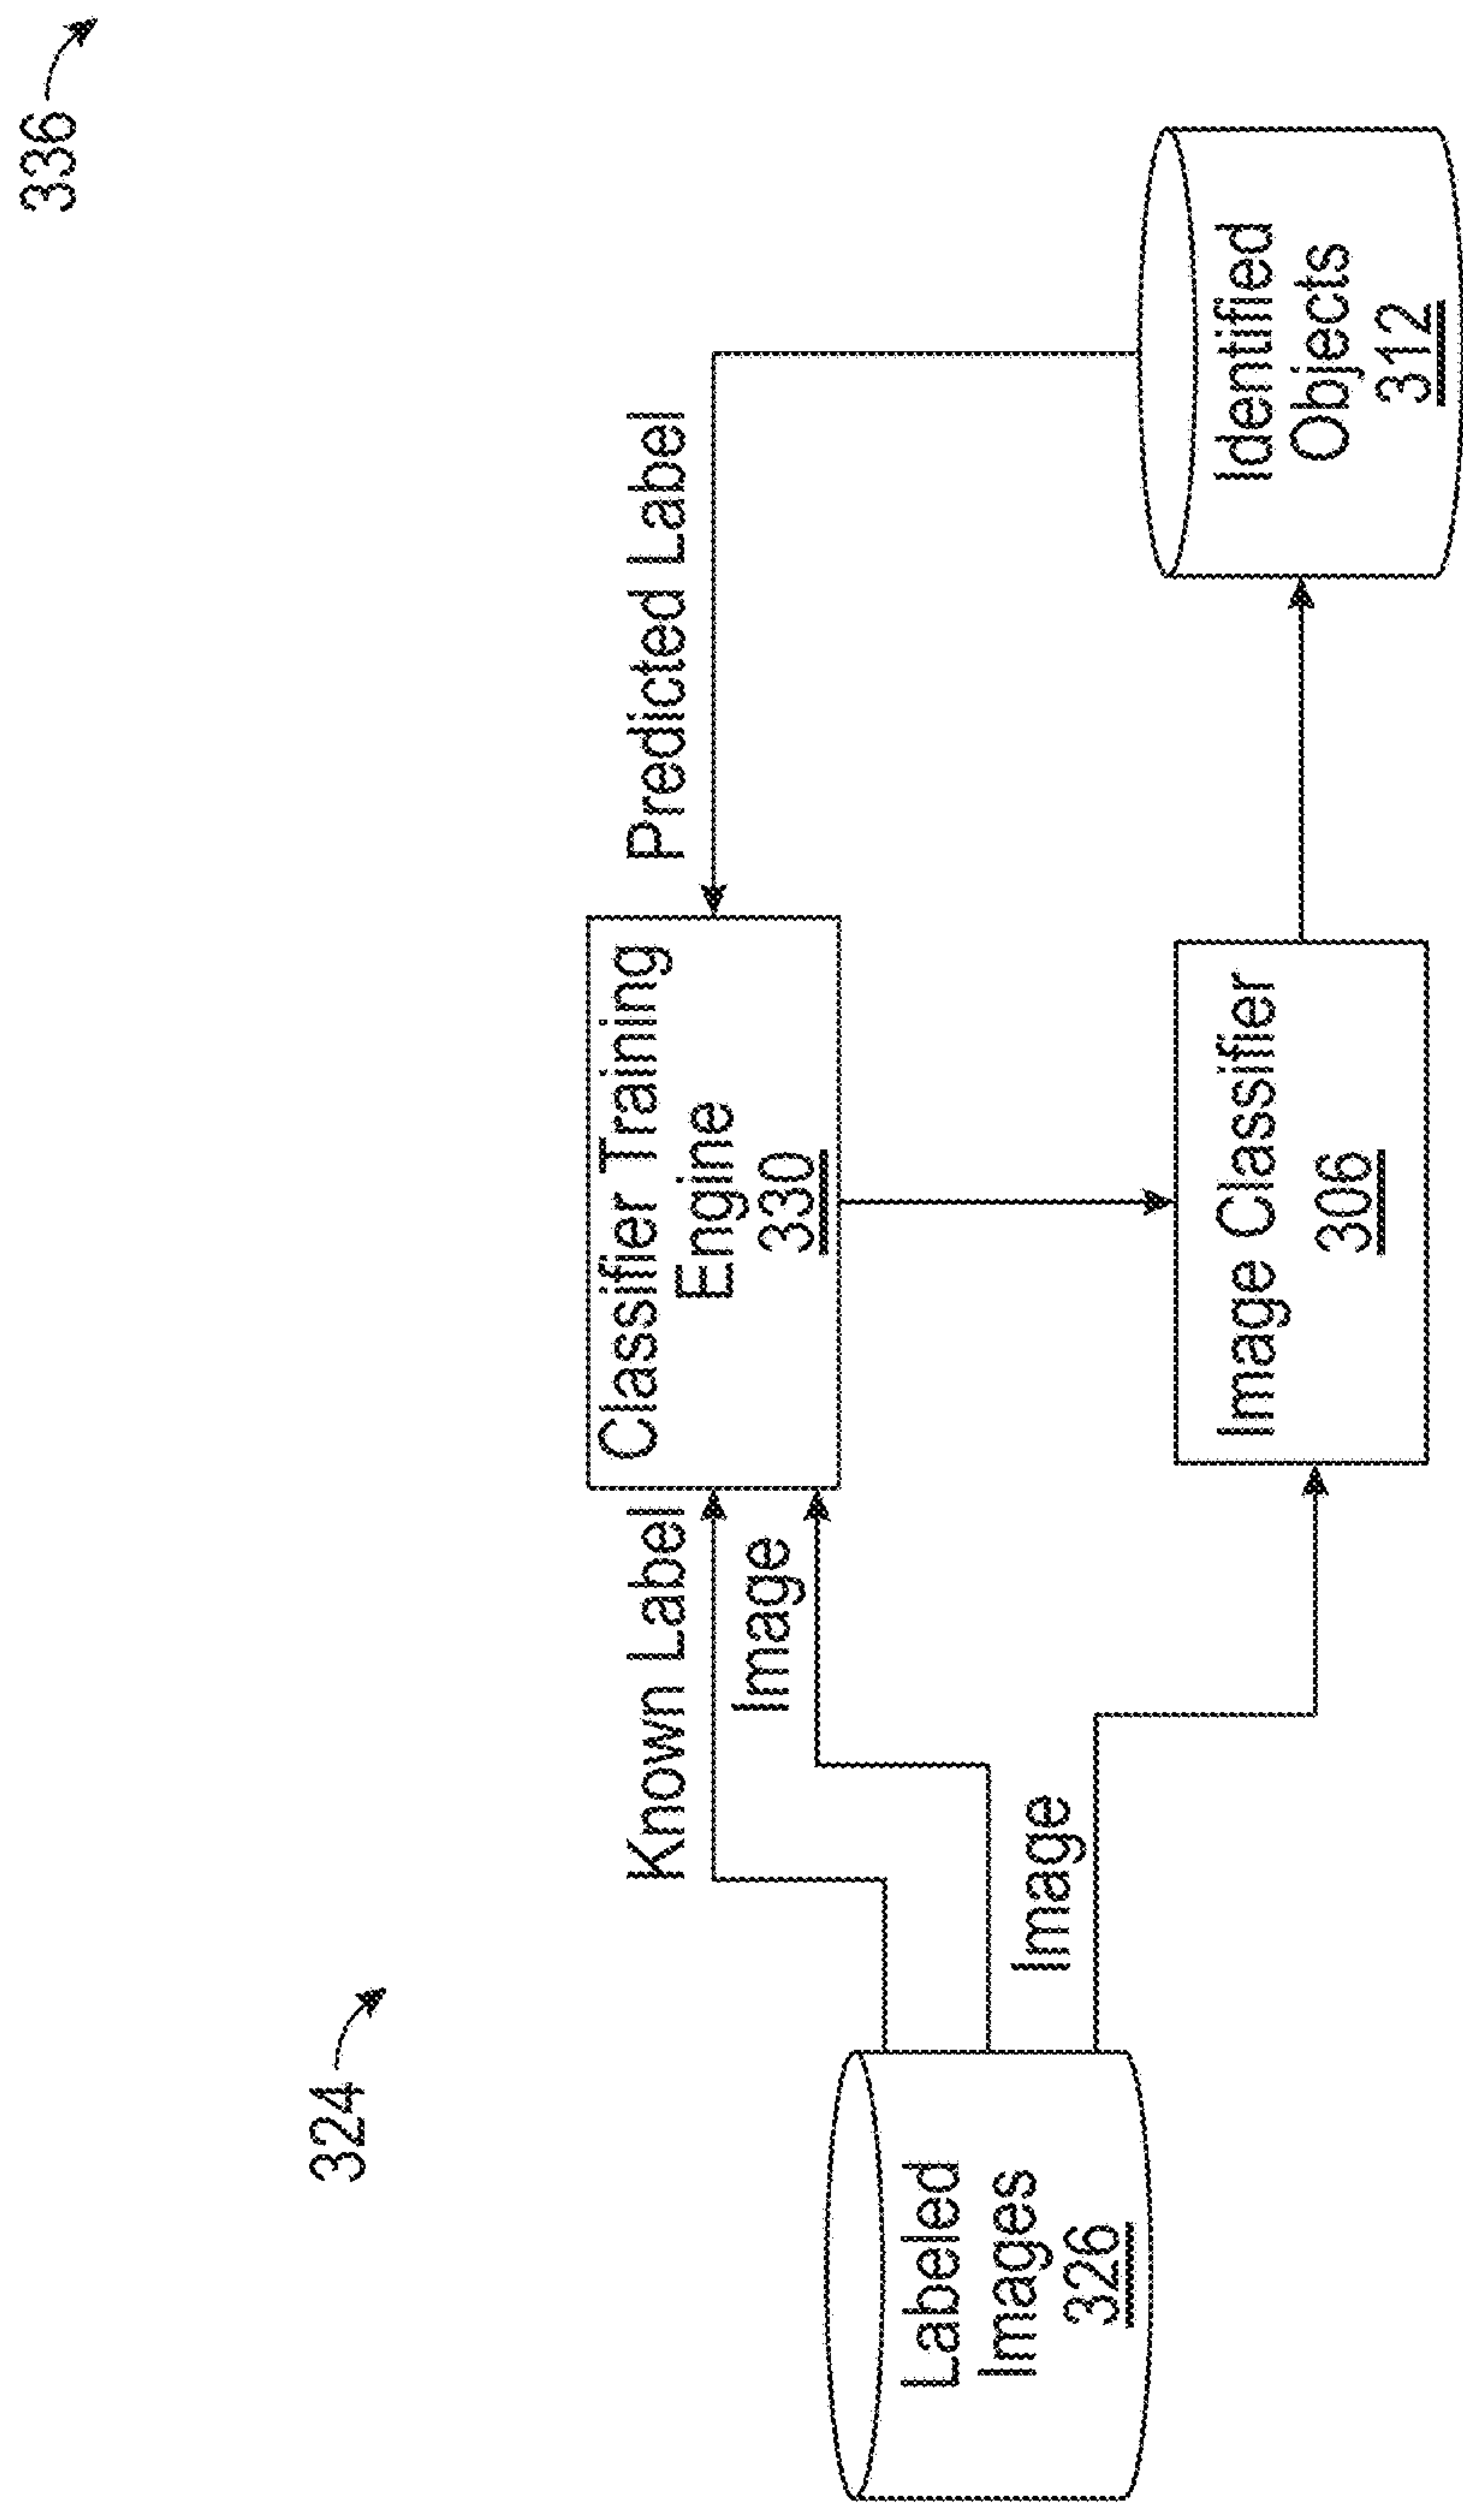 336
324
Known Label
Predicted Label
Classifier Training
Engine
330
Image
Labeled
Images
326
Image
Image Classifier
306
Identified
Objects
312